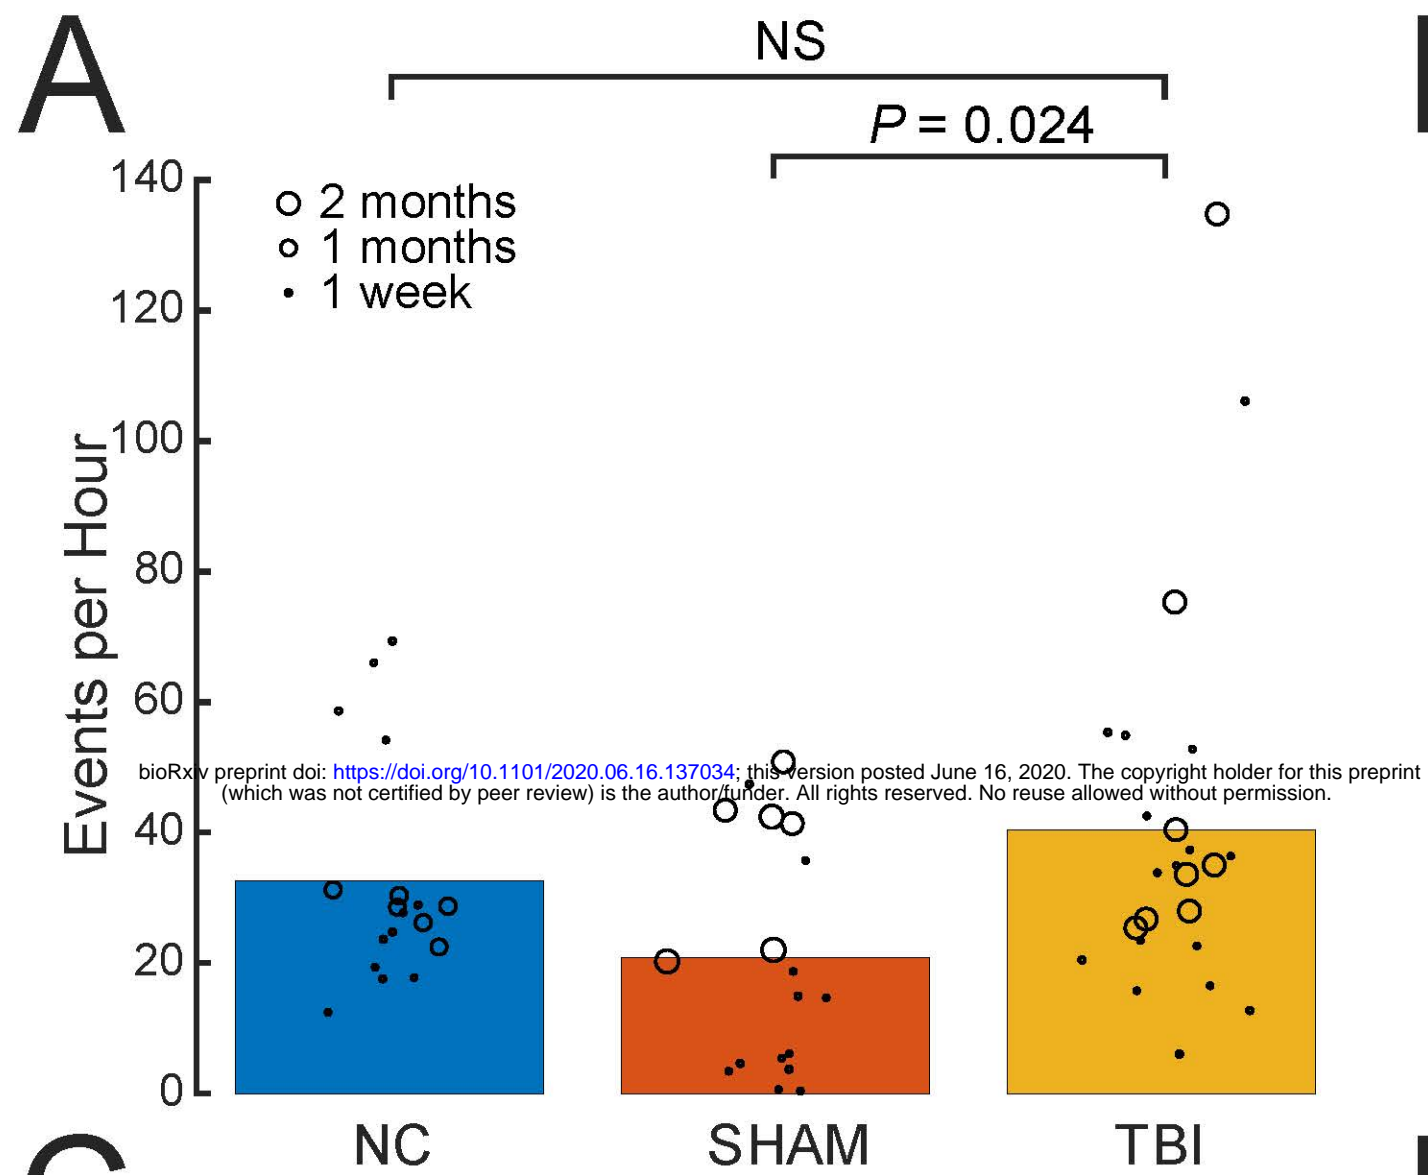 A
NS
P = 0.024
140
2 months
1 months
1 week
120
100
80
60
40
20
0
Events per Hour
bioRxiv preprint doi: https://doi.org/10.1101/2020.06.16.137034; this version posted June 16, 2020. The copyright holder for this preprint
(which was not certified by peer review) is the author/funder. All rights reserved. No reuse allowed without permission.
NC SHAM TBI